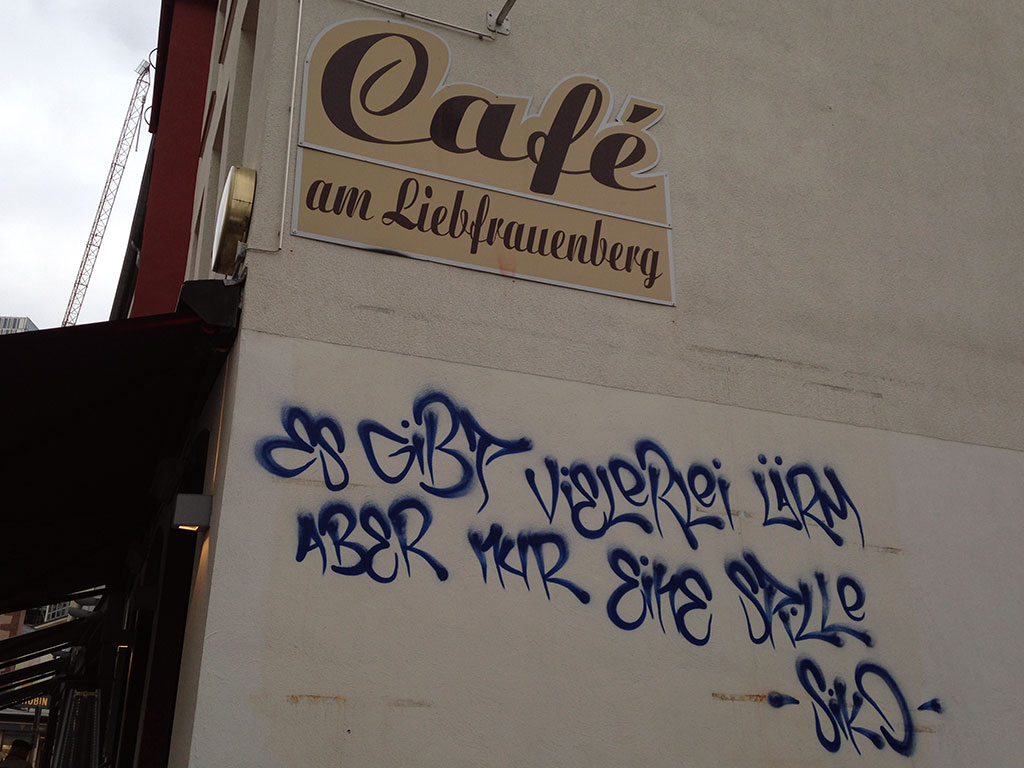 Café
am Liebfrauenberg
ES GIBT VIELERLEI LÄRM
ABER NUR EINE STILLE
- SIKO -